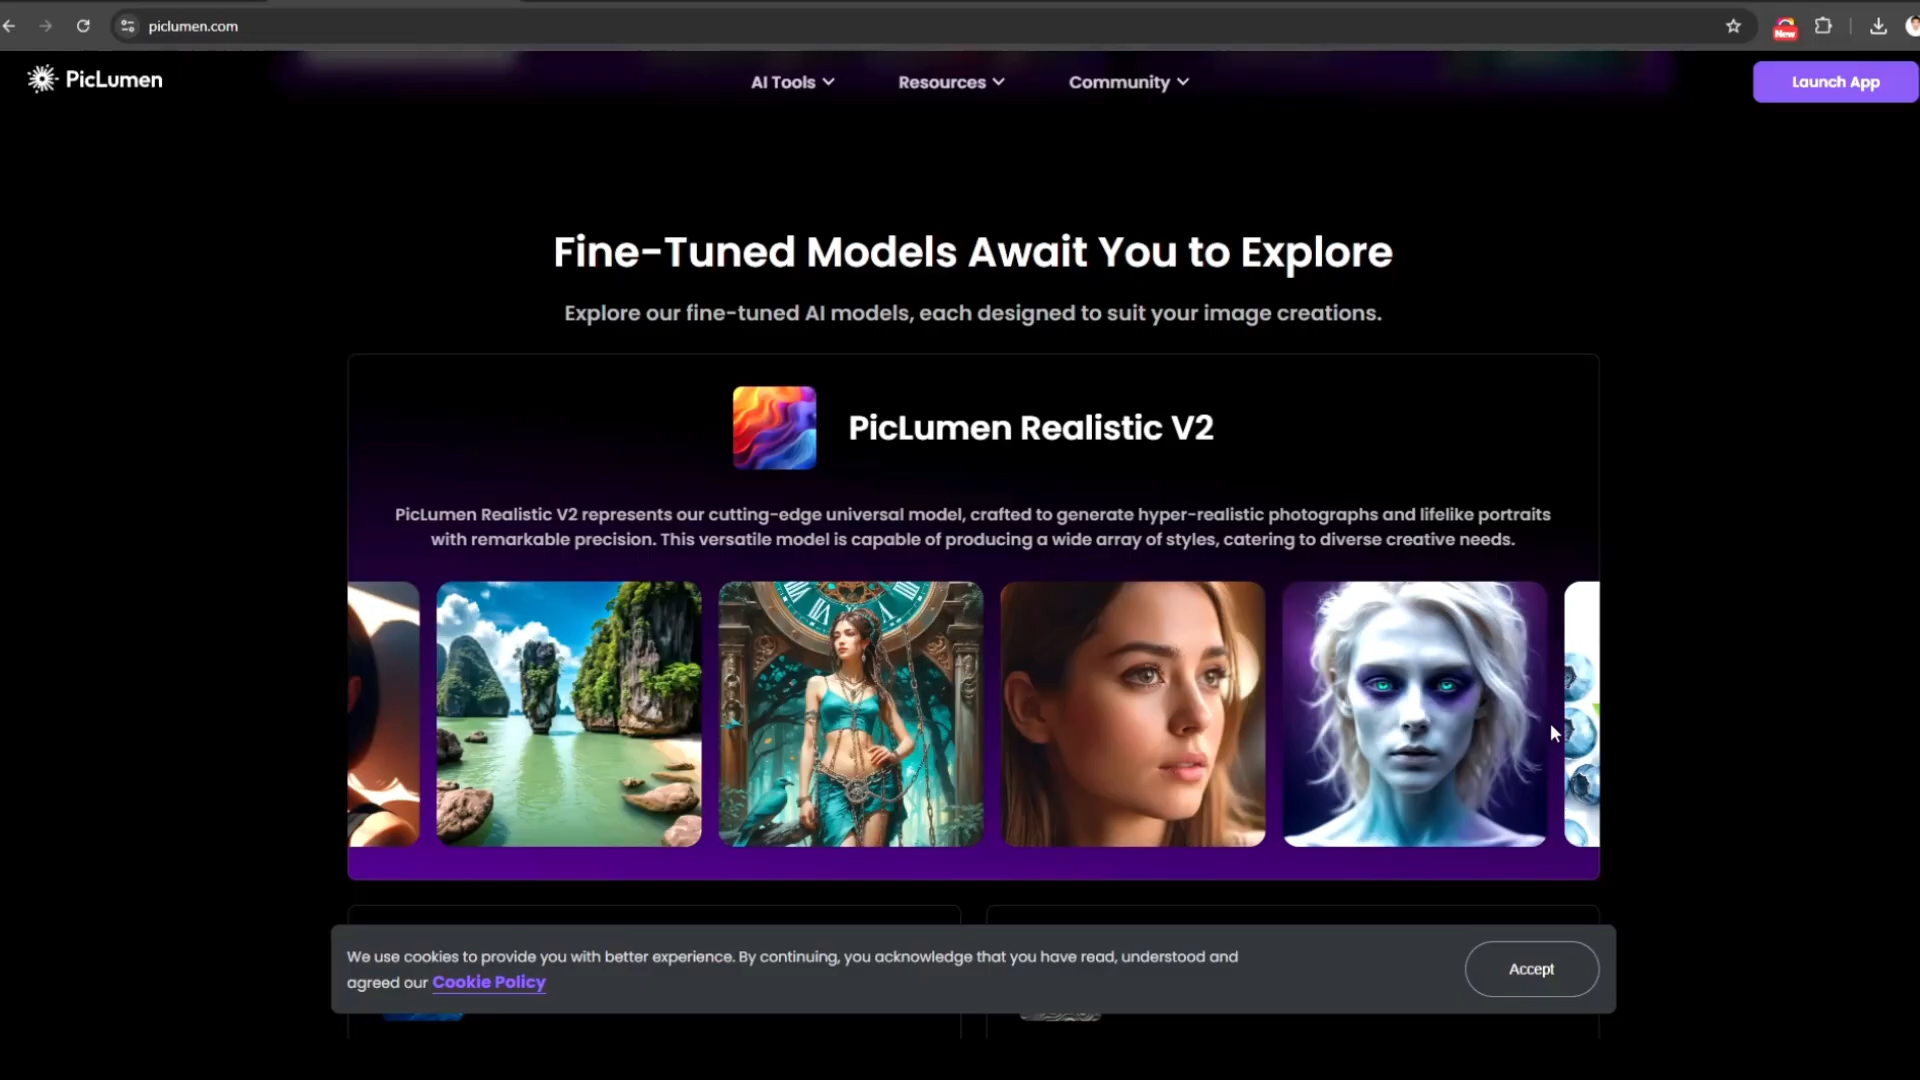 piclumen.com
New
PicLumen
AI Tools
Resources
Community
Launch App
Fine-Tuned Models Await You to Explore
Explore our fine-tuned AI models, each designed to suit your image creations.
PicLumen Realistic V2
PicLumen Realistic V2 represents our cutting-edge universal model, crafted to generate hyper-realistic photographs and lifelike portraits
with remarkable precision. This versatile model is capable of producing a wide array of styles, catering to diverse creative needs.
We use cookies to provide you with better experience. By continuing, you acknowledge that you have read, understood and
agreed our Cookie Policy
Accept